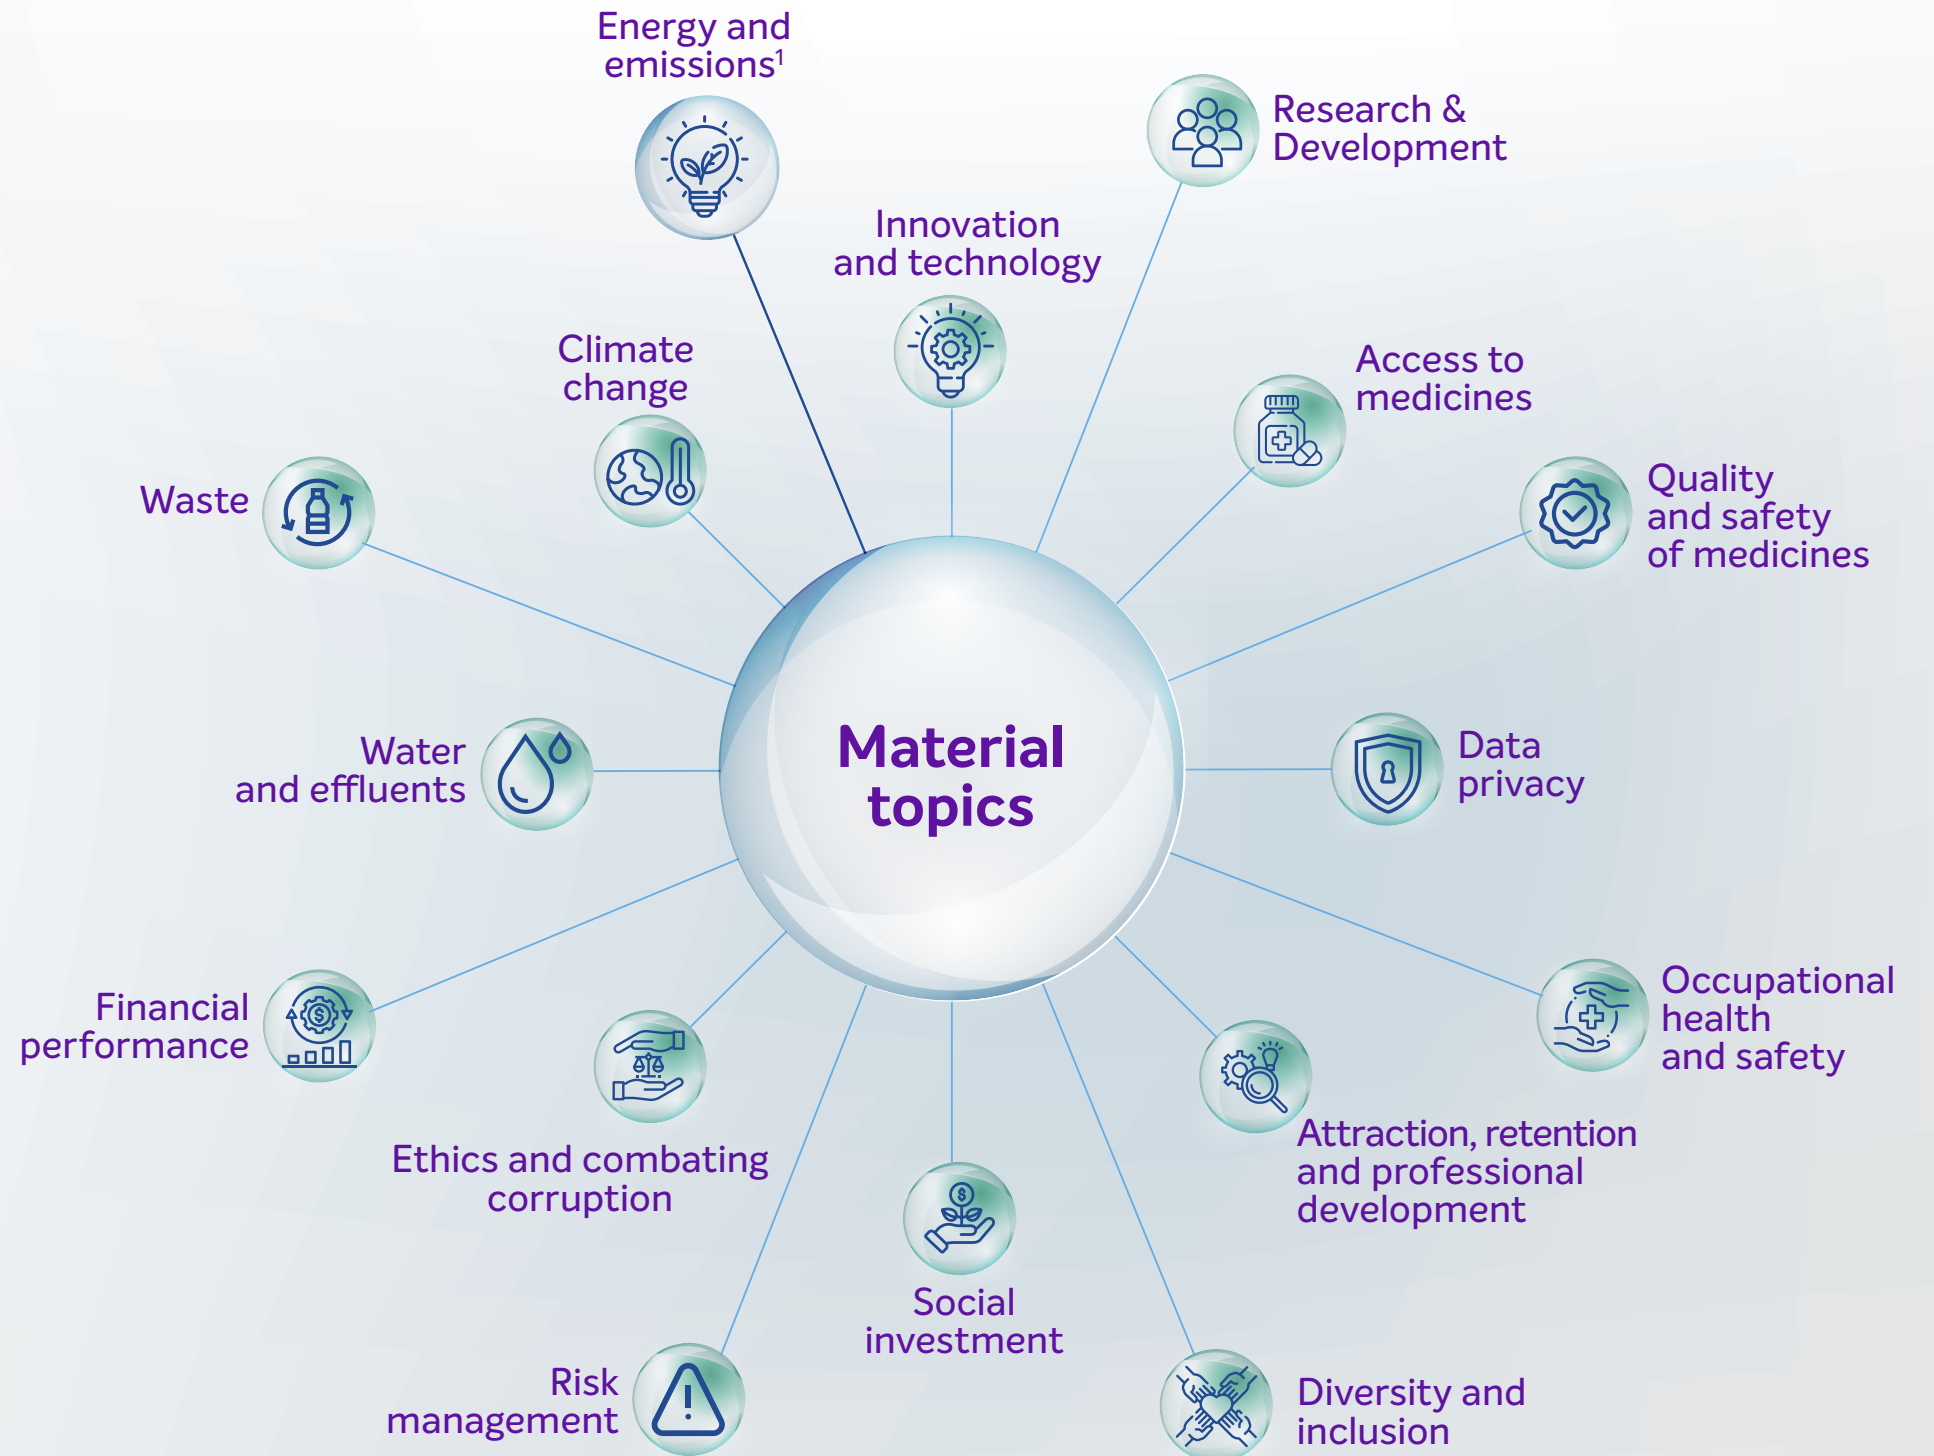 Energy and
emissions¹
Research &
Development
Innovation
and technology
Climate
change
Access to
medicines
Waste
Quality
and safety
of medicines
Material
topics
Water
and effluents
Data
privacy
Financial
performance
Occupational
health
and safety
Ethics and combating
corruption
Attraction, retention
and professional
development
Social
investment
Risk
management
Diversity and
inclusion